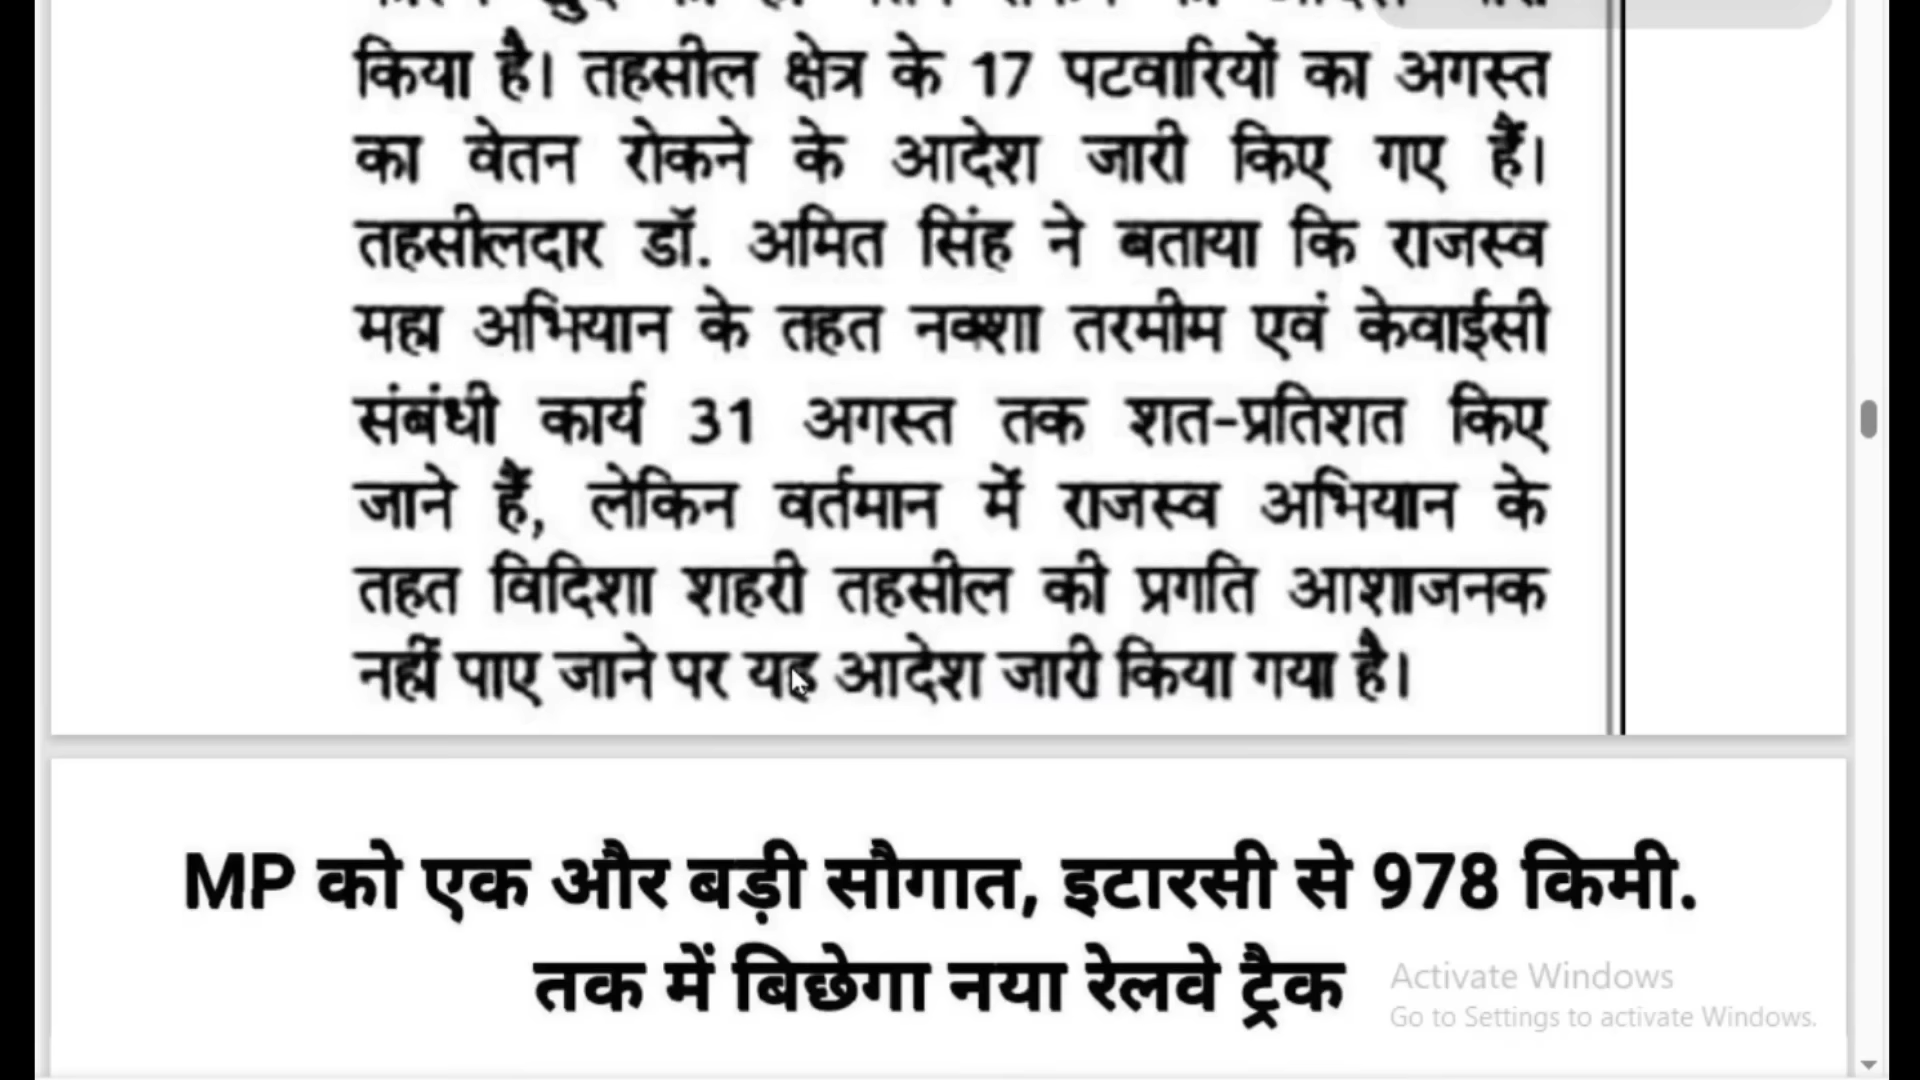 किया है। तहसील क्षेत्र के 17 पटवारियों का अगस्त
का वेतन रोकने के आदेश जारी किए गए हैं।
तहसीलदार डॉ. अमित सिंह ने बताया कि राजस्व
महा अभियान के तहत नक्शा तरमीम एवं केवाईसी
संबंधी कार्य 31 अगस्त तक शत-प्रतिशत किए
जाने हैं, लेकिन वर्तमान में राजस्व अभियान के
तहत विदिशा शहरी तहसील की प्रगति आशाजनक
नहीं पाए जाने पर यह आदेश जारी किया गया है।
MP को एक और बड़ी सौगात, इटारसी से 978 किमी.
तक में बिछेगा नया रेलवे ट्रैक
Activate Windows
Go to Settings to activate Windows.